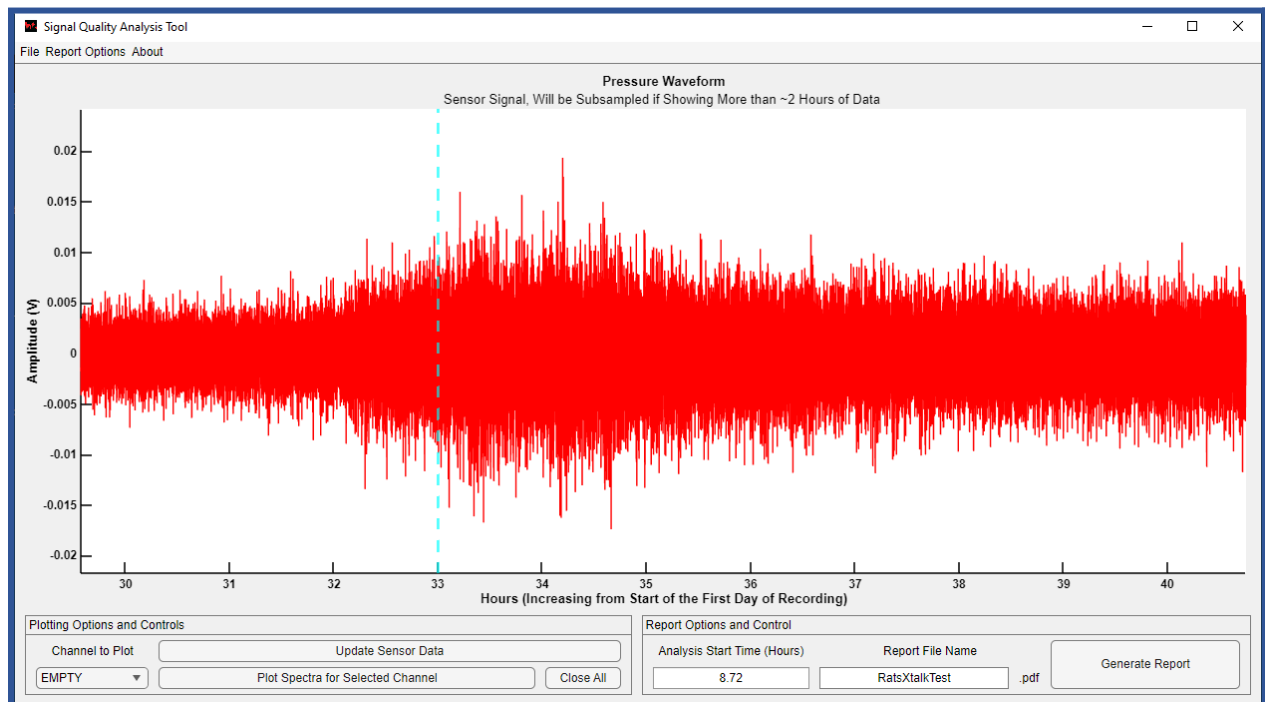 Signal Quality Analysis Tool
File Report Options About
Pressure Waveform
Sensor Signal, Will be Subsampled if Showing More than ~2 Hours of Data
Amplitude (V)
0.02
0.015
0.01
0.005
0
-0.005
-0.01
-0.015
-0.02
30 31 32 33 34 35 36 37 38 39 40
Hours (Increasing from Start of the First Day of Recording)
Plotting Options and Controls
Channel to Plot
Update Sensor Data
EMPTY
Plot Spectra for Selected Channel
Close All
Report Options and Control
Analysis Start Time (Hours)
Report File Name
8.72
RatsXtalkTest
.pdf
Generate Report